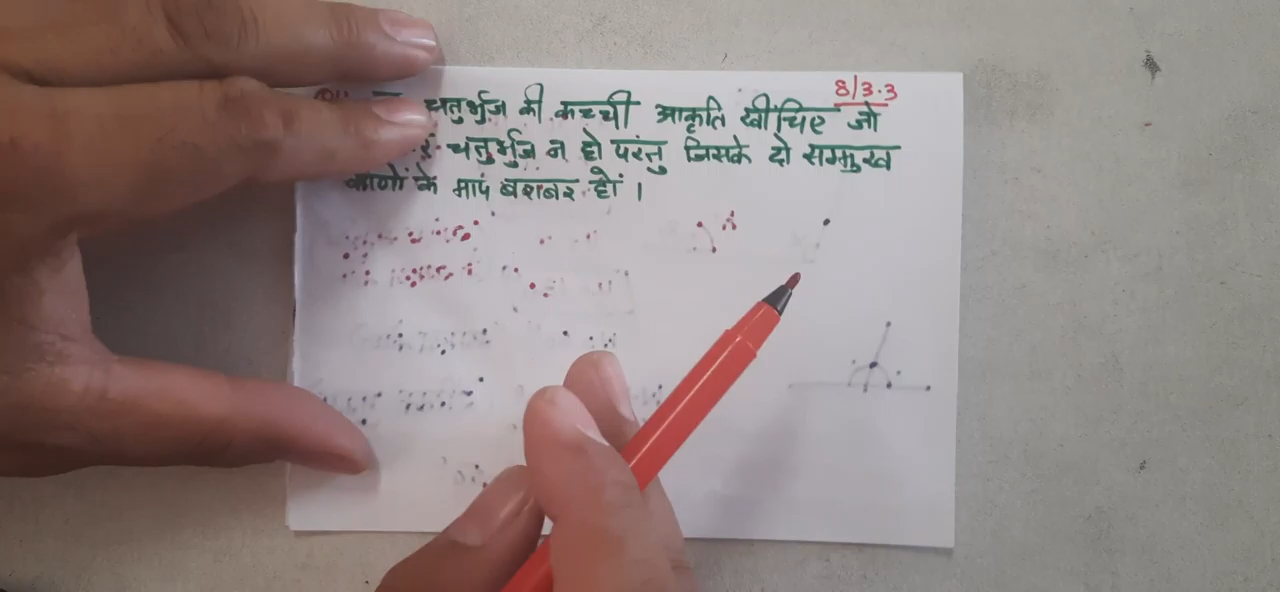 8/3.3
चतुर्भुज की कच्ची आकृति खींचिए जो
चतुर्भुज न हो परंतु जिसके दो सम्मुख
कोणों के माप बराबर हों ।